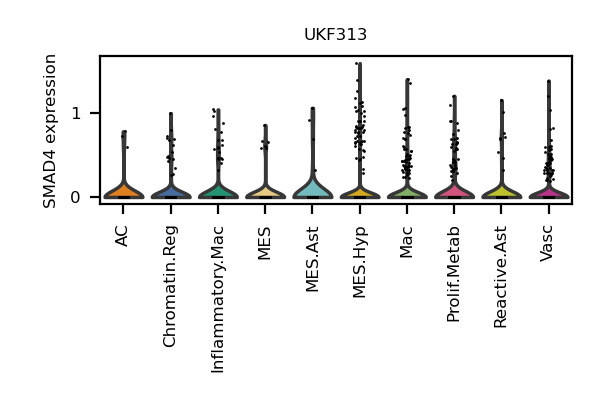 UKF313
SMAD4 expression
1
0
AC
Chromatin.Reg
Inflammatory.Mac
MES
MES.Ast
MES.Hyp
Mac
Prolif.Metab
Reactive.Ast
Vasc